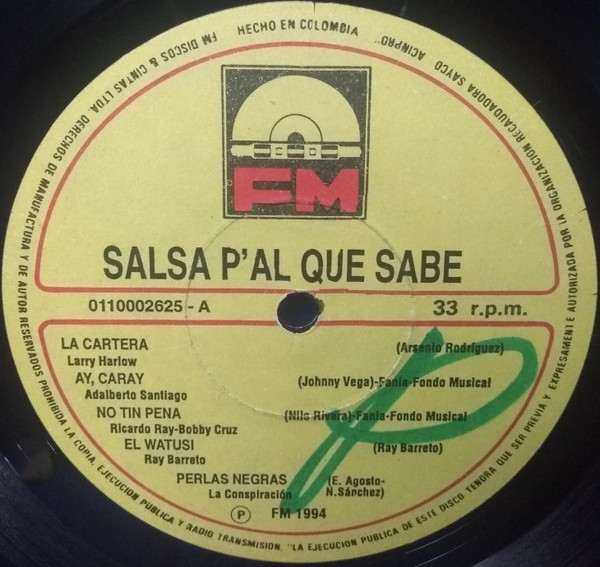 FM DISCOS & CINTAS LTDA. DERECHOS DE MANUFACTURA Y DE AUTOR RESERVADOS PROHIBIDA LA COPIA, EJECUCION PUBLICA Y RADIO TRANSMISION. "LA EJECUCION PUBLICA DE ESTE DISCO TENDRA QUE SER PREVIA Y EXPRESAMENTE AUTORIZADA POR LA ORGANIZACION RECAUDADORA SAYCO ACINPRO".
HECHO EN COLOMBIA
FM
SALSA P'AL QUE SABE
0110002625 - A 33 r.p.m.
LA CARTERA (Arsenio Rodríguez)
Larry Harlow
AY, CARAY (Johnny Vega)-Fania-Fondo Musical
Adalberto Santiago
NO TIN PENA (Nilo Rivera)-Fania-Fondo Musical
Ricardo Ray-Bobby Cruz
EL WATUSI (Ray Barreto)
Ray Barreto
PERLAS NEGRAS (E. Agosto-
La Conspiración N.Sánchez)
Ⓟ FM 1994